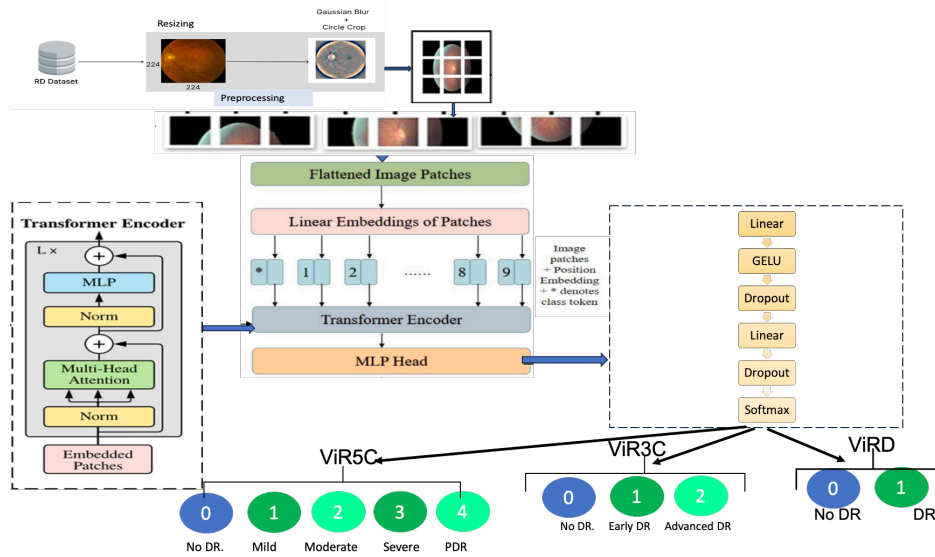 Gaussian Blur
+
Circle Crop
Resizing
RD Dataset
224
224
Preprocessing
Flattened Image Patches
Linear Embeddings of Patches
* 1 2 ...... 8 9
Image
patches
+ Position
Embedding
+ * denotes
class token
Transformer Encoder
MLP Head
Transformer Encoder
L ×
+
MLP
Norm
+
Multi-Head
Attention
Norm
Embedded
Patches
Linear
GELU
Dropout
Linear
Dropout
Softmax
ViR5C
0 1 2 3 4
No DR. Mild Moderate Severe PDR
ViR3C
0 1 2
No DR. Early DR Advanced DR
ViRD
0 1
No DR DR